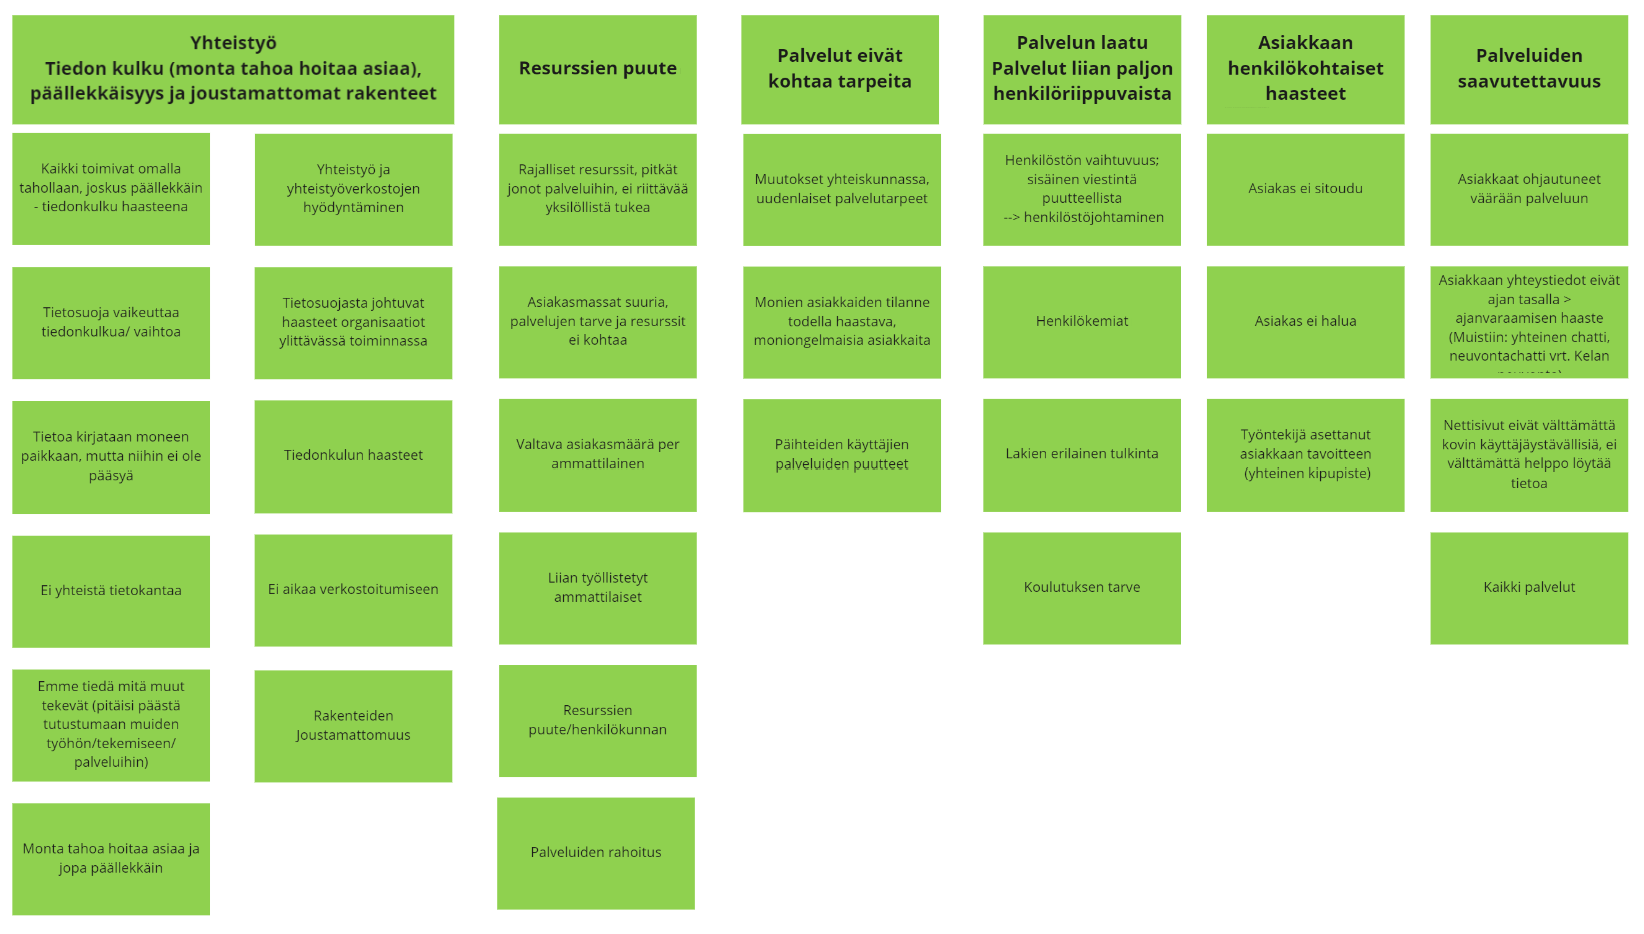 Yhteistyö
Tiedon kulku (monta tahoa hoitaa asiaa),
päällekkäisyys ja joustamattomat rakenteet
Kaikki toimivat omalla
tahollaan, joskus päällekkäin
- tiedonkulku haasteena
Tietosuoja vaikeuttaa
tiedonkulkua/ vaihtoa
Tietoa kirjataan moneen
paikkaan, mutta niihin ei ole
pääsyä
Ei yhteistä tietokantaa
Emme tiedä mitä muut
tekevät (pitäisi päästä
tutustumaan muiden
työhön/tekemiseen/
palveluihin)
Monta tahoa hoitaa asiaa ja
jopa päällekkäin
Yhteistyö ja
yhteistyöverkostojen
hyödyntäminen
Tietosuojasta johtuvat
haasteet organisaatiot
ylittävässä toiminnassa
Tiedonkulun haasteet
Ei aikaa verkostoitumiseen
Rakenteiden
Joustamattomuus
Resurssien puute
Rajalliset resurssit, pitkät
jonot palveluihin, ei riittävää
yksilöllistä tukea
Asiakasmassat suuria,
palvelujen tarve ja resurssit
ei kohtaa
Valtava asiakasmäärä per
ammattilainen
Liian työllistetyt
ammattilaiset
Resurssien
puute/henkilökunnan
Palveluiden rahoitus
Palvelut eivät
kohtaa tarpeita
Muutokset yhteiskunnassa,
uudenlaiset palvelutarpeet
Monien asiakkaiden tilanne
todella haastava,
moniongelmaisia asiakkaita
Päihteiden käyttäjien
palveluiden puutteet
Palvelun laatu
Palvelut liian paljon
henkilöriippuvaista
Henkilöstön vaihtuvuus;
sisäinen viestintä
puutteellista
--> henkilöstöjohtaminen
Henkilökemiat
Lakien erilainen tulkinta
Koulutuksen tarve
Asiakkaan
henkilökohtaiset
haasteet
Asiakas ei sitoudu
Asiakas ei halua
Työntekijä asettanut
asiakkaan tavoitteen
(yhteinen kipupiste)
Palveluiden
saavutettavuus
Asiakkaat ohjautuneet
väärään palveluun
Asiakkaan yhteystiedot eivät
ajan tasalla >
ajanvaraamisen haaste
(Muistiin: yhteinen chatti,
neuvontachatti vrt. Kelan
Nettisivut eivät välttämättä
kovin käyttäjäystävällisiä, ei
välttämättä helppo löytää
tietoa
Kaikki palvelut